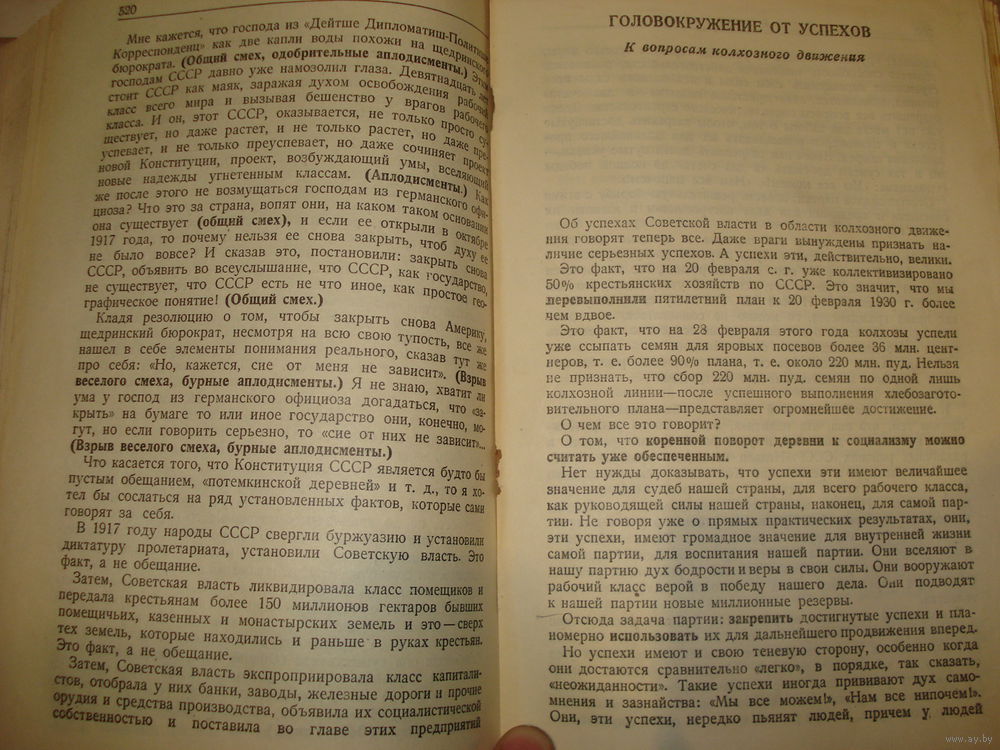 520
Мне кажется, что господа из «Дейтше Дипломатиш-Политише
Корреспонденц» как две капли воды похожи на щедринского
бюрократа. (Общий смех, одобрительные аплодисменты.) Этим
господам СССР давно уже намозолил глаза. Девятнадцать лет
стоит СССР как маяк, заражая духом освобождения рабочий
класс всего мира и вызывая бешенство у врагов рабочего
класса. И он, этот СССР, оказывается, не только просто су-
ществует, но даже растет, и не только растет, но даже пре-
успевает, и не только преуспевает, но даже сочиняет проект
новой Конституции, проект, возбуждающий умы, вселяющий
новые надежды угнетенным классам. (Аплодисменты.) Как
же после этого не возмущаться господам из германского офи-
циоза? Что это за страна, вопят они, на каком таком основании
она существует (общий смех), и если ее открыли в октябре
1917 года, то почему нельзя ее снова закрыть, чтоб духу ее
не было вовсе? И сказав это, постановили: закрыть снова
СССР, объявить во всеуслышание, что СССР, как государство,
не существует, что СССР есть не что иное, как простое гео-
графическое понятие! (Общий смех.)
Кладя резолюцию о том, чтобы закрыть снова Америку,
щедринский бюрократ, несмотря на всю свою тупость, все же
нашел в себе элементы понимания реального, сказав тут же
про себя: «Но, кажется, сие от меня не зависит». (Взрыв
веселого смеха, бурные аплодисменты.) Я не знаю, хватит ли
ума у господ из германского официоза догадаться, что «за-
крыть» на бумаге то или иное государство они, конечно, мо-
гут, но если говорить серьезно, то «сие от них не зависит»...
(Взрыв веселого смеха, бурные аплодисменты.)
Что касается того, что Конституция СССР является будто бы
пустым обещанием, «потемкинской деревней» и т. д., то я хо-
тел бы сослаться на ряд установленных фактов, которые сами
говорят за себя.
В 1917 году народы СССР свергли буржуазию и установили
диктатуру пролетариата, установили Советскую власть. Это
факт, а не обещание.
Затем, Советская власть ликвидировала класс помещиков и
передала крестьянам более 150 миллионов гектаров бывших
помещичьих, казенных и монастырских земель и это — сверх
тех земель, которые находились и раньше в руках крестьян.
Это факт, а не обещание.
Затем, Советская власть экспроприировала класс капитали-
стов, отобрала у них банки, заводы, железные дороги и прочие
орудия и средства производства, объявила их социалистической
собственностью и поставила во главе этих предприятий
ГОЛОВОКРУЖЕНИЕ ОТ УСПЕХОВ
К вопросам колхозного движения
Об успехах Советской власти в области колхозного движе-
ния говорят теперь все. Даже враги вынуждены признать на-
личие серьезных успехов. А успехи эти, действительно, велики.
Это факт, что на 20 февраля с. г. уже коллективизировано
50% крестьянских хозяйств по СССР. Это значит, что мы
перевыполнили пятилетний план к 20 февраля 1930 г. более
чем вдвое.
Это факт, что на 28 февраля этого года колхозы успели
уже ссыпать семян для яровых посевов более 36 млн. цент-
неров, т. е. более 90% плана, т. е. около 220 млн. пуд. Нельзя
не признать, что сбор 220 млн. пуд. семян по одной лишь
колхозной линии—после успешного выполнения хлебозагото-
вительного плана—представляет огромнейшее достижение.
О чем все это говорит?
О том, что коренной поворот деревни к социализму можно
считать уже обеспеченным.
Нет нужды доказывать, что успехи эти имеют величайшее
значение для судеб нашей страны, для всего рабочего класса,
как руководящей силы нашей страны, наконец, для самой пар-
тии. Не говоря уже о прямых практических результатах, они,
эти успехи, имеют громадное значение для внутренней жизни
самой партии, для воспитания нашей партии. Они вселяют в
нашу партию дух бодрости и веры в свои силы. Они вооружают
рабочий класс верой в победу нашего дела. Они подводят
к нашей партии новые миллионные резервы.
Отсюда задача партии: закрепить достигнутые успехи и пла-
номерно использовать их для дальнейшего продвижения вперед.
Но успехи имеют и свою теневую сторону, особенно когда
они достаются сравнительно «легко», в порядке, так сказать,
«неожиданности». Такие успехи иногда прививают дух само-
мнения и зазнайства: «Мы все можем!», «Нам все нипочем!».
Они, эти успехи, нередко пьянят людей, причем у людей
www.ay.by